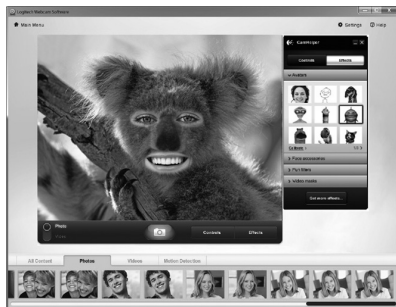 Logitech Webcam Software
Main Menu
Settings
Help
Controls
Effects
Avatars
Face accessories
Fun filters
Video masks
Get more effects...
Photo
Controls
Effects
All Content
Photos
Videos
Motion Detection